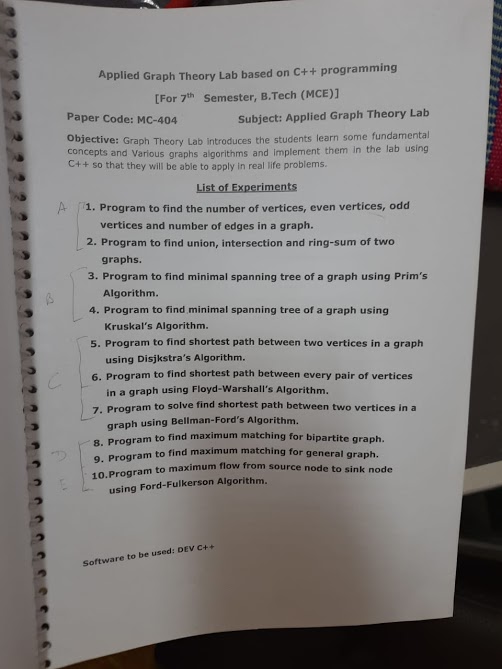 Applied Graph Theory Lab based on C++ programming
[For 7th Semester, B.Tech (MCE)]
Paper Code: MC-404 Subject: Applied Graph Theory Lab
Objective: Graph Theory Lab introduces the students learn some fundamental
concepts and Various graphs algorithms and implement them in the lab using
C++ so that they will be able to apply in real life problems.
List of Experiments
A 1. Program to find the number of vertices, even vertices, odd
vertices and number of edges in a graph.
2. Program to find union, intersection and ring-sum of two
graphs.
3. Program to find minimal spanning tree of a graph using Prim's
B Algorithm.
4. Program to find minimal spanning tree of a graph using
Kruskal's Algorithm.
5. Program to find shortest path between two vertices in a graph
using Disjkstra's Algorithm.
C 6. Program to find shortest path between every pair of vertices
in a graph using Floyd-Warshall's Algorithm.
7. Program to solve find shortest path between two vertices in a
graph using Bellman-Ford's Algorithm.
8. Program to find maximum matching for bipartite graph.
D 9. Program to find maximum matching for general graph.
E 10.Program to maximum flow from source node to sink node
using Ford-Fulkerson Algorithm.
Software to be used: DEV C++